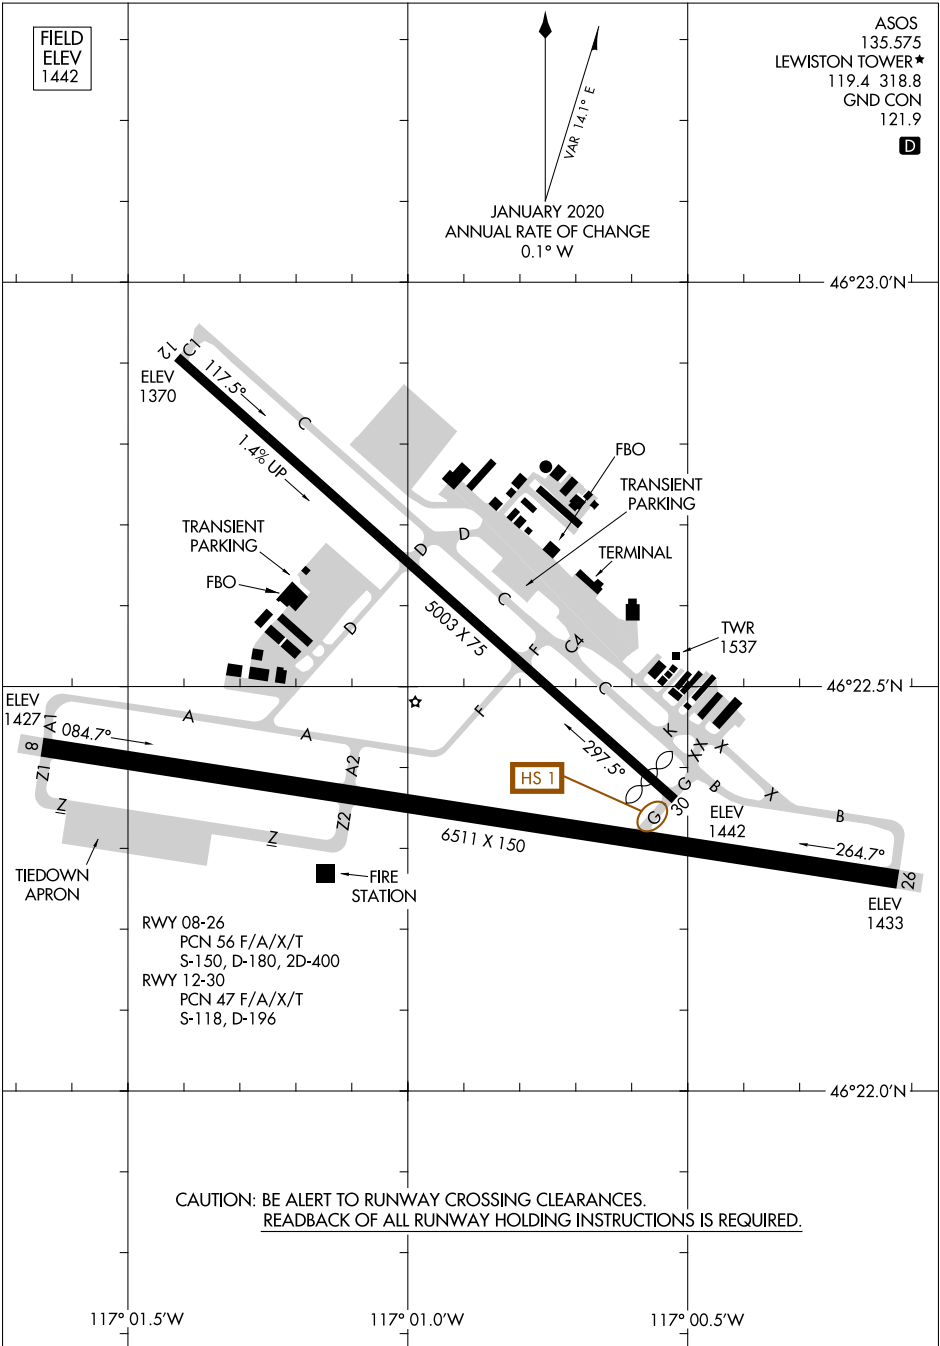 FIELD
ELEV
1442
VAR 14.1° E
JANUARY 2020
ANNUAL RATE OF CHANGE
0.1° W
ASOS
135.575
LEWISTON TOWER★
119.4 318.8
GND CON
121.9
D
46°23.0'N
12
C1
ELEV
1370
117.5°
C
1.4% UP
FBO
TRANSIENT
PARKING
TERMINAL
D
D
TRANSIENT
PARKING
FBO
D
C
5003 X 75
F
C4
TWR
1537
46°22.5'N
C
ELEV
1427
A1
084.7°
8
A
A
F
A2
K
XX
X
297.5°
G
B
X
B
HS 1
G
30
ELEV
1442
Z1
Z
Z
Z2
6511 X 150
264.7°
26
ELEV
1433
TIEDOWN
APRON
FIRE
STATION
RWY 08-26
PCN 56 F/A/X/T
S-150, D-180, 2D-400
RWY 12-30
PCN 47 F/A/X/T
S-118, D-196
46°22.0'N
CAUTION: BE ALERT TO RUNWAY CROSSING CLEARANCES.
READBACK OF ALL RUNWAY HOLDING INSTRUCTIONS IS REQUIRED.
117° 01.5'W
117° 01.0'W
117° 00.5'W